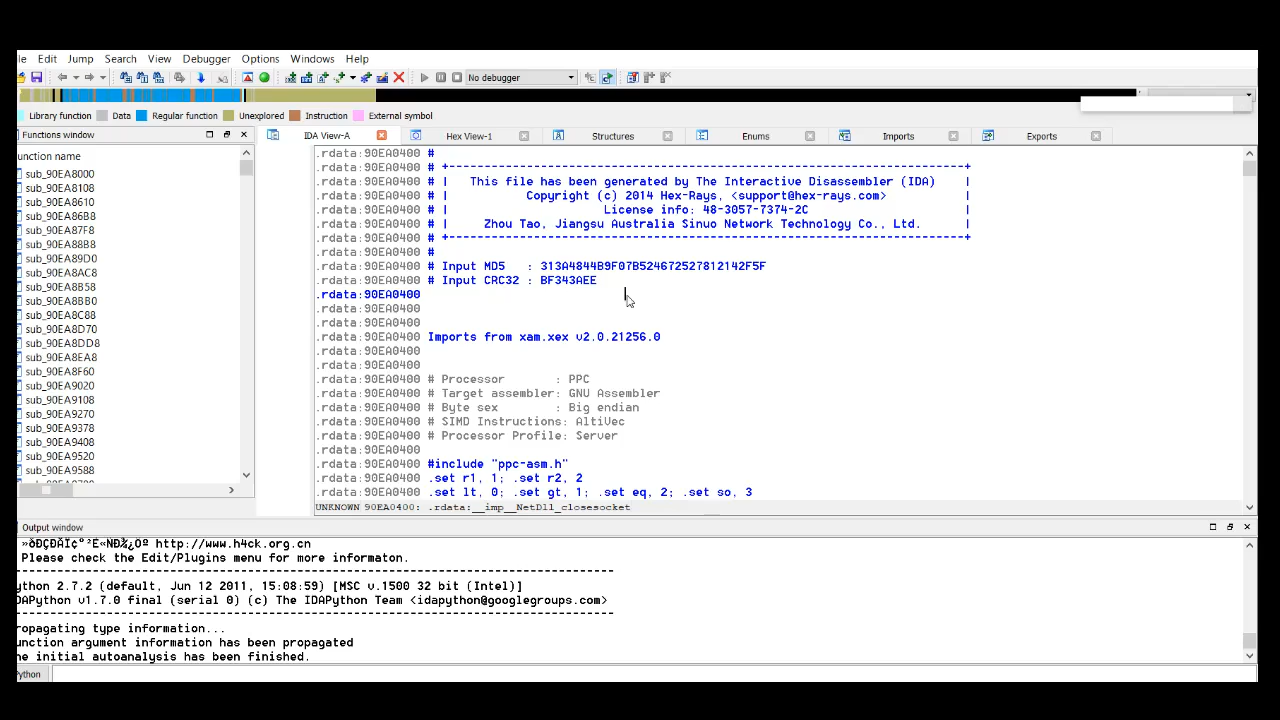 le Edit Jump Search View Debugger Options Windows Help
No debugger
Library function Data Regular function Unexplored Instruction External symbol
Functions window
IDA View-A Hex View-1 Structures Enums Imports Exports
unction name
sub_90EA8000
sub_90EA8108
sub_90EA8610
sub_90EA86B8
sub_90EA87F8
sub_90EA88B8
sub_90EA89D0
sub_90EA8AC8
sub_90EA8B58
sub_90EA8BB0
sub_90EA8C88
sub_90EA8D70
sub_90EA8DD8
sub_90EA8EA8
sub_90EA8F60
sub_90EA9020
sub_90EA9108
sub_90EA9270
sub_90EA9378
sub_90EA9408
sub_90EA9520
sub_90EA9588
.rdata:90EA0400 #
.rdata:90EA0400 # +---------------------------------------------------------------------------+
.rdata:90EA0400 # | This file has been generated by The Interactive Disassembler (IDA) |
.rdata:90EA0400 # | Copyright (c) 2014 Hex-Rays, <support@hex-rays.com> |
.rdata:90EA0400 # | License info: 48-3057-7374-2C |
.rdata:90EA0400 # | Zhou Tao, Jiangsu Australia Sinuo Network Technology Co., Ltd. |
.rdata:90EA0400 # +---------------------------------------------------------------------------+
.rdata:90EA0400 #
.rdata:90EA0400 # Input MD5 : 313A4844B9F07B524672527812142F5F
.rdata:90EA0400 # Input CRC32 : BF343AEE
.rdata:90EA0400
.rdata:90EA0400
.rdata:90EA0400
.rdata:90EA0400 Imports from xam.xex v2.0.21256.0
.rdata:90EA0400
.rdata:90EA0400
.rdata:90EA0400 # Processor : PPC
.rdata:90EA0400 # Target assembler: GNU Assembler
.rdata:90EA0400 # Byte sex : Big endian
.rdata:90EA0400 # SIMD Instructions: AltiVec
.rdata:90EA0400 # Processor Profile: Server
.rdata:90EA0400
.rdata:90EA0400 #include "ppc-asm.h"
.rdata:90EA0400 .set r1, 1; .set r2, 2
.rdata:90EA0400 .set lt, 0; .set gt, 1; .set eq, 2; .set so, 3
UNKNOWN 90EA0400: .rdata:__imp__NetDll_closesocket
Output window
http://www.h4ck.org.cn
Please check the Edit/Plugins menu for more informaton.
---------------------------------------------------------------------------------------------
ython 2.7.2 (default, Jun 12 2011, 15:08:59) [MSC v.1500 32 bit (Intel)]
DAPython v1.7.0 final (serial 0) (c) The IDAPython Team <idapython@googlegroups.com>
---------------------------------------------------------------------------------------------
ropagating type information...
unction argument information has been propagated
he initial autoanalysis has been finished.
ython